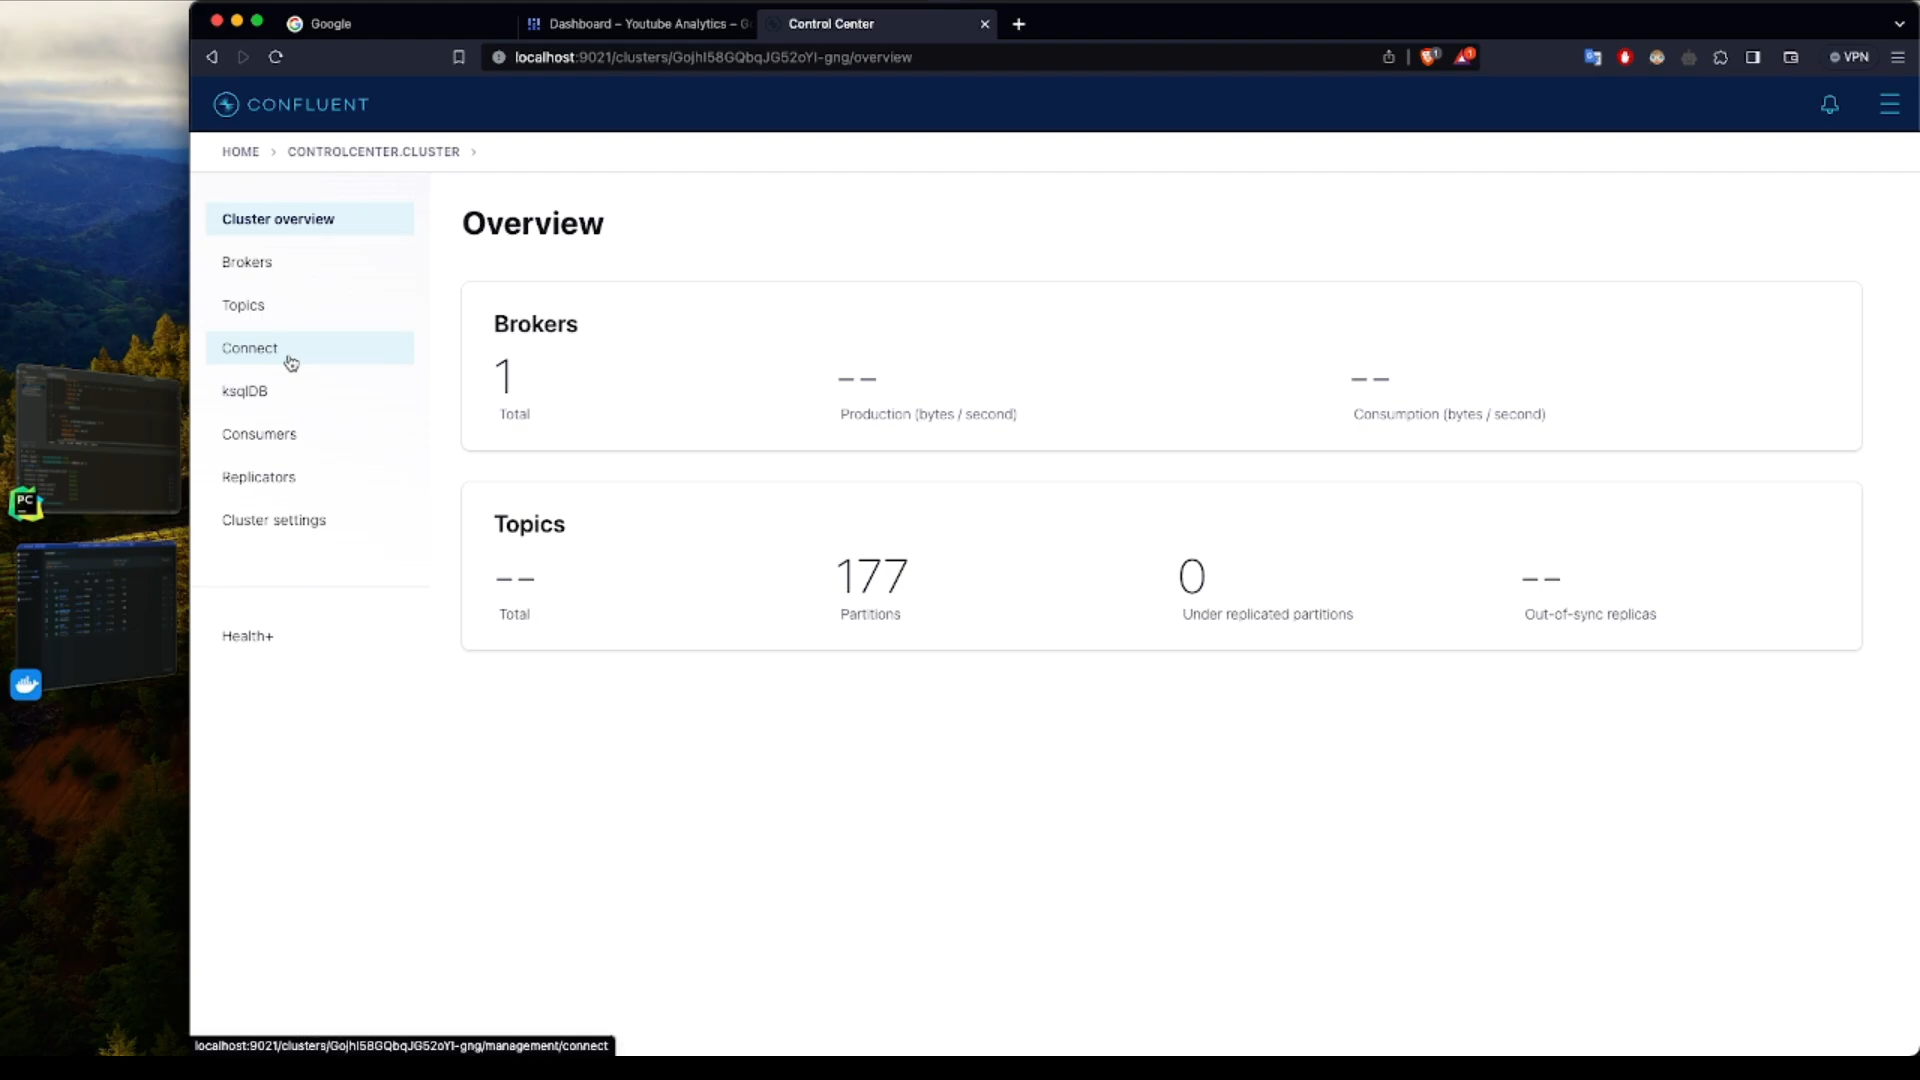 Google
Dashboard – Youtube Analytics – G
Control Center
localhost:9021/clusters/GojhI58GQbqJG52oYI-gng/overview
1
1
VPN
CONFLUENT
HOME > CONTROLCENTER.CLUSTER >
Cluster overview
Brokers
Topics
Connect
ksqlDB
Consumers
Replicators
Cluster settings
Health+
Overview
Brokers
1
Total
--
Production (bytes / second)
--
Consumption (bytes / second)
Topics
--
Total
177
Partitions
0
Under replicated partitions
--
Out-of-sync replicas
PC
localhost:9021/clusters/GojhI58GQbqJG52oYI-gng/management/connect